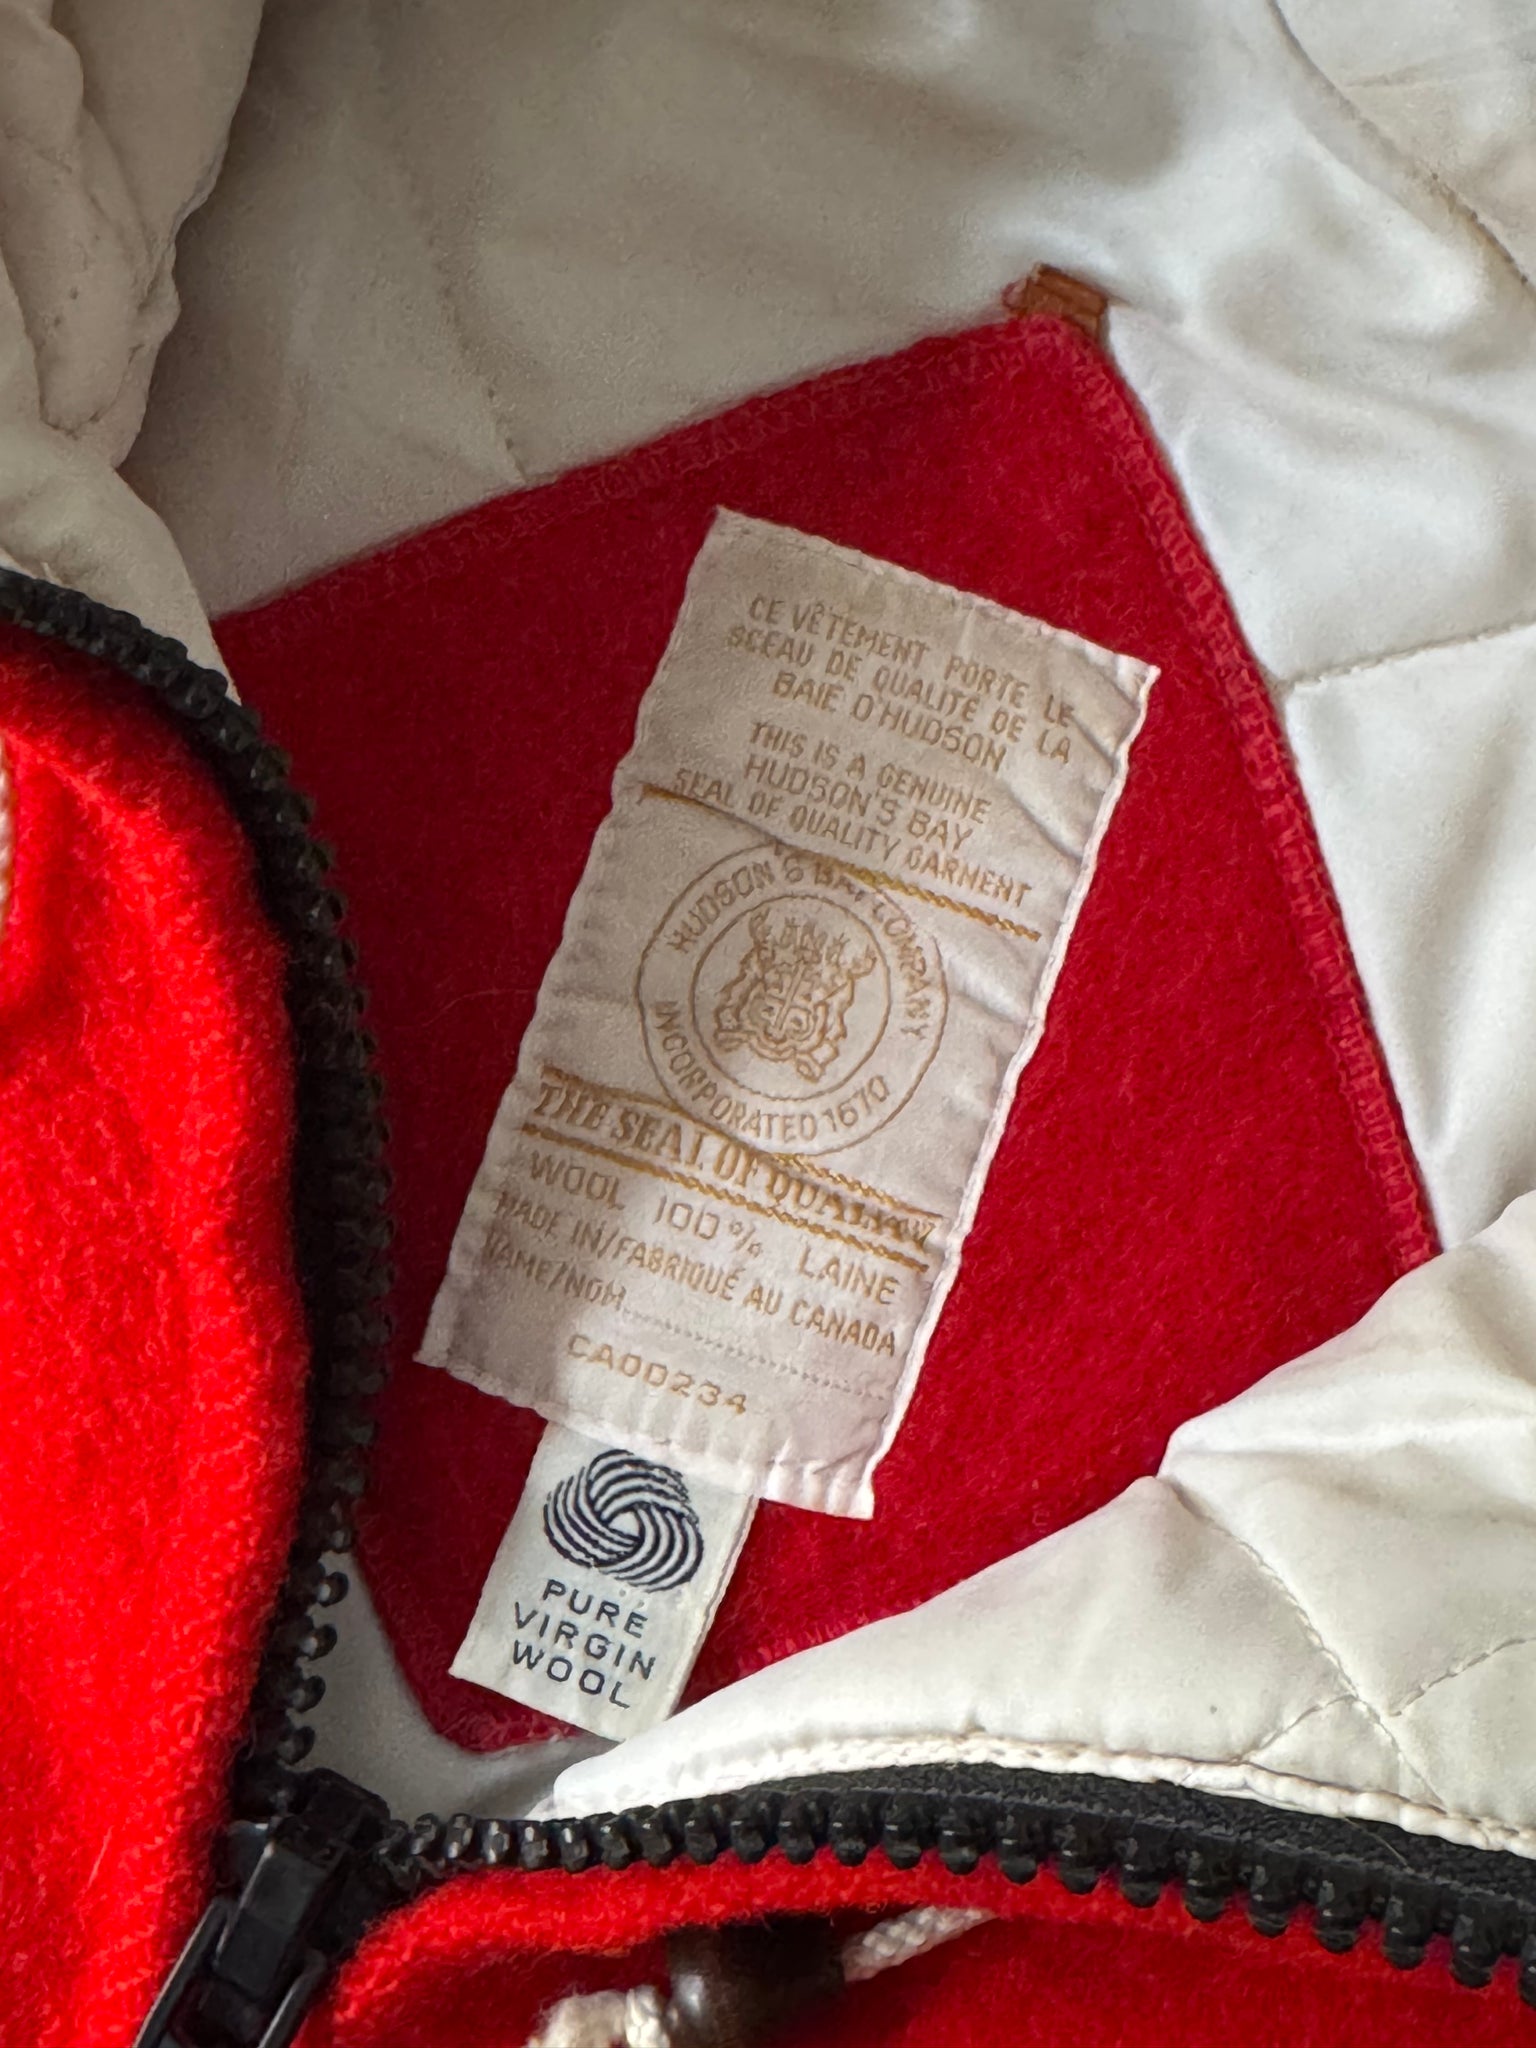 CE VÊTEMENT PORTE LE
SCEAU DE QUALITÉ DE LA
BAIE D'HUDSON
THIS IS A GENUINE
HUDSON'S BAY
SEAL OF QUALITY GARMENT
HUDSON'S BAY COMPANY
INCORPORATED 1670
THE SEAL OF QUALITY
WOOL 100% LAINE
MADE IN/FABRIQUÉ AU CANADA
NAME/NOM....................
CA00234
PURE
VIRGIN
WOOL